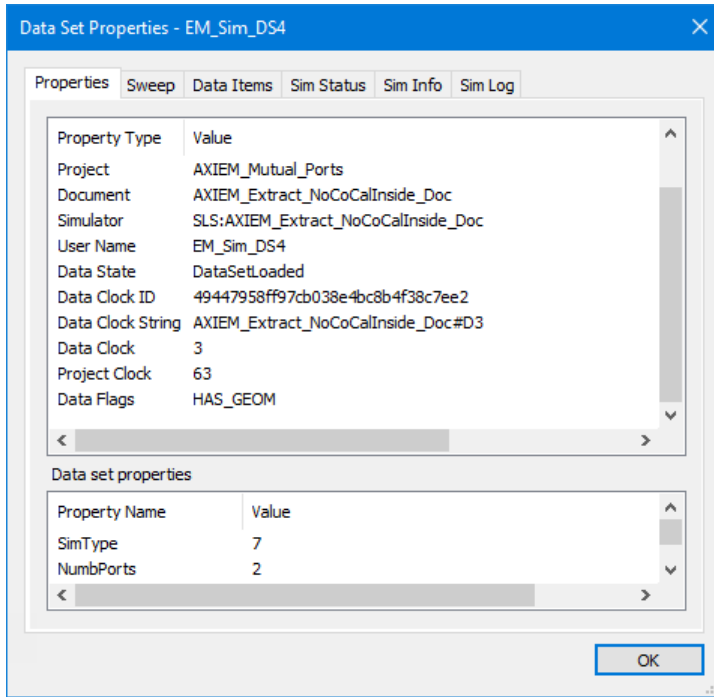 Data Set Properties - EM_Sim_DS4
Properties Sweep Data Items Sim Status Sim Info Sim Log
Property Type Value
Project AXIEM_Mutual_Ports
Document AXIEM_Extract_NoCoCalInside_Doc
Simulator SLS:AXIEM_Extract_NoCoCalInside_Doc
User Name EM_Sim_DS4
Data State DataSetLoaded
Data Clock ID 49447958ff97cb038e4bc8b4f38c7ee2
Data Clock String AXIEM_Extract_NoCoCalInside_Doc#D3
Data Clock 3
Project Clock 63
Data Flags HAS_GEOM
Data set properties
Property Name Value
SimType 7
NumbPorts 2
OK